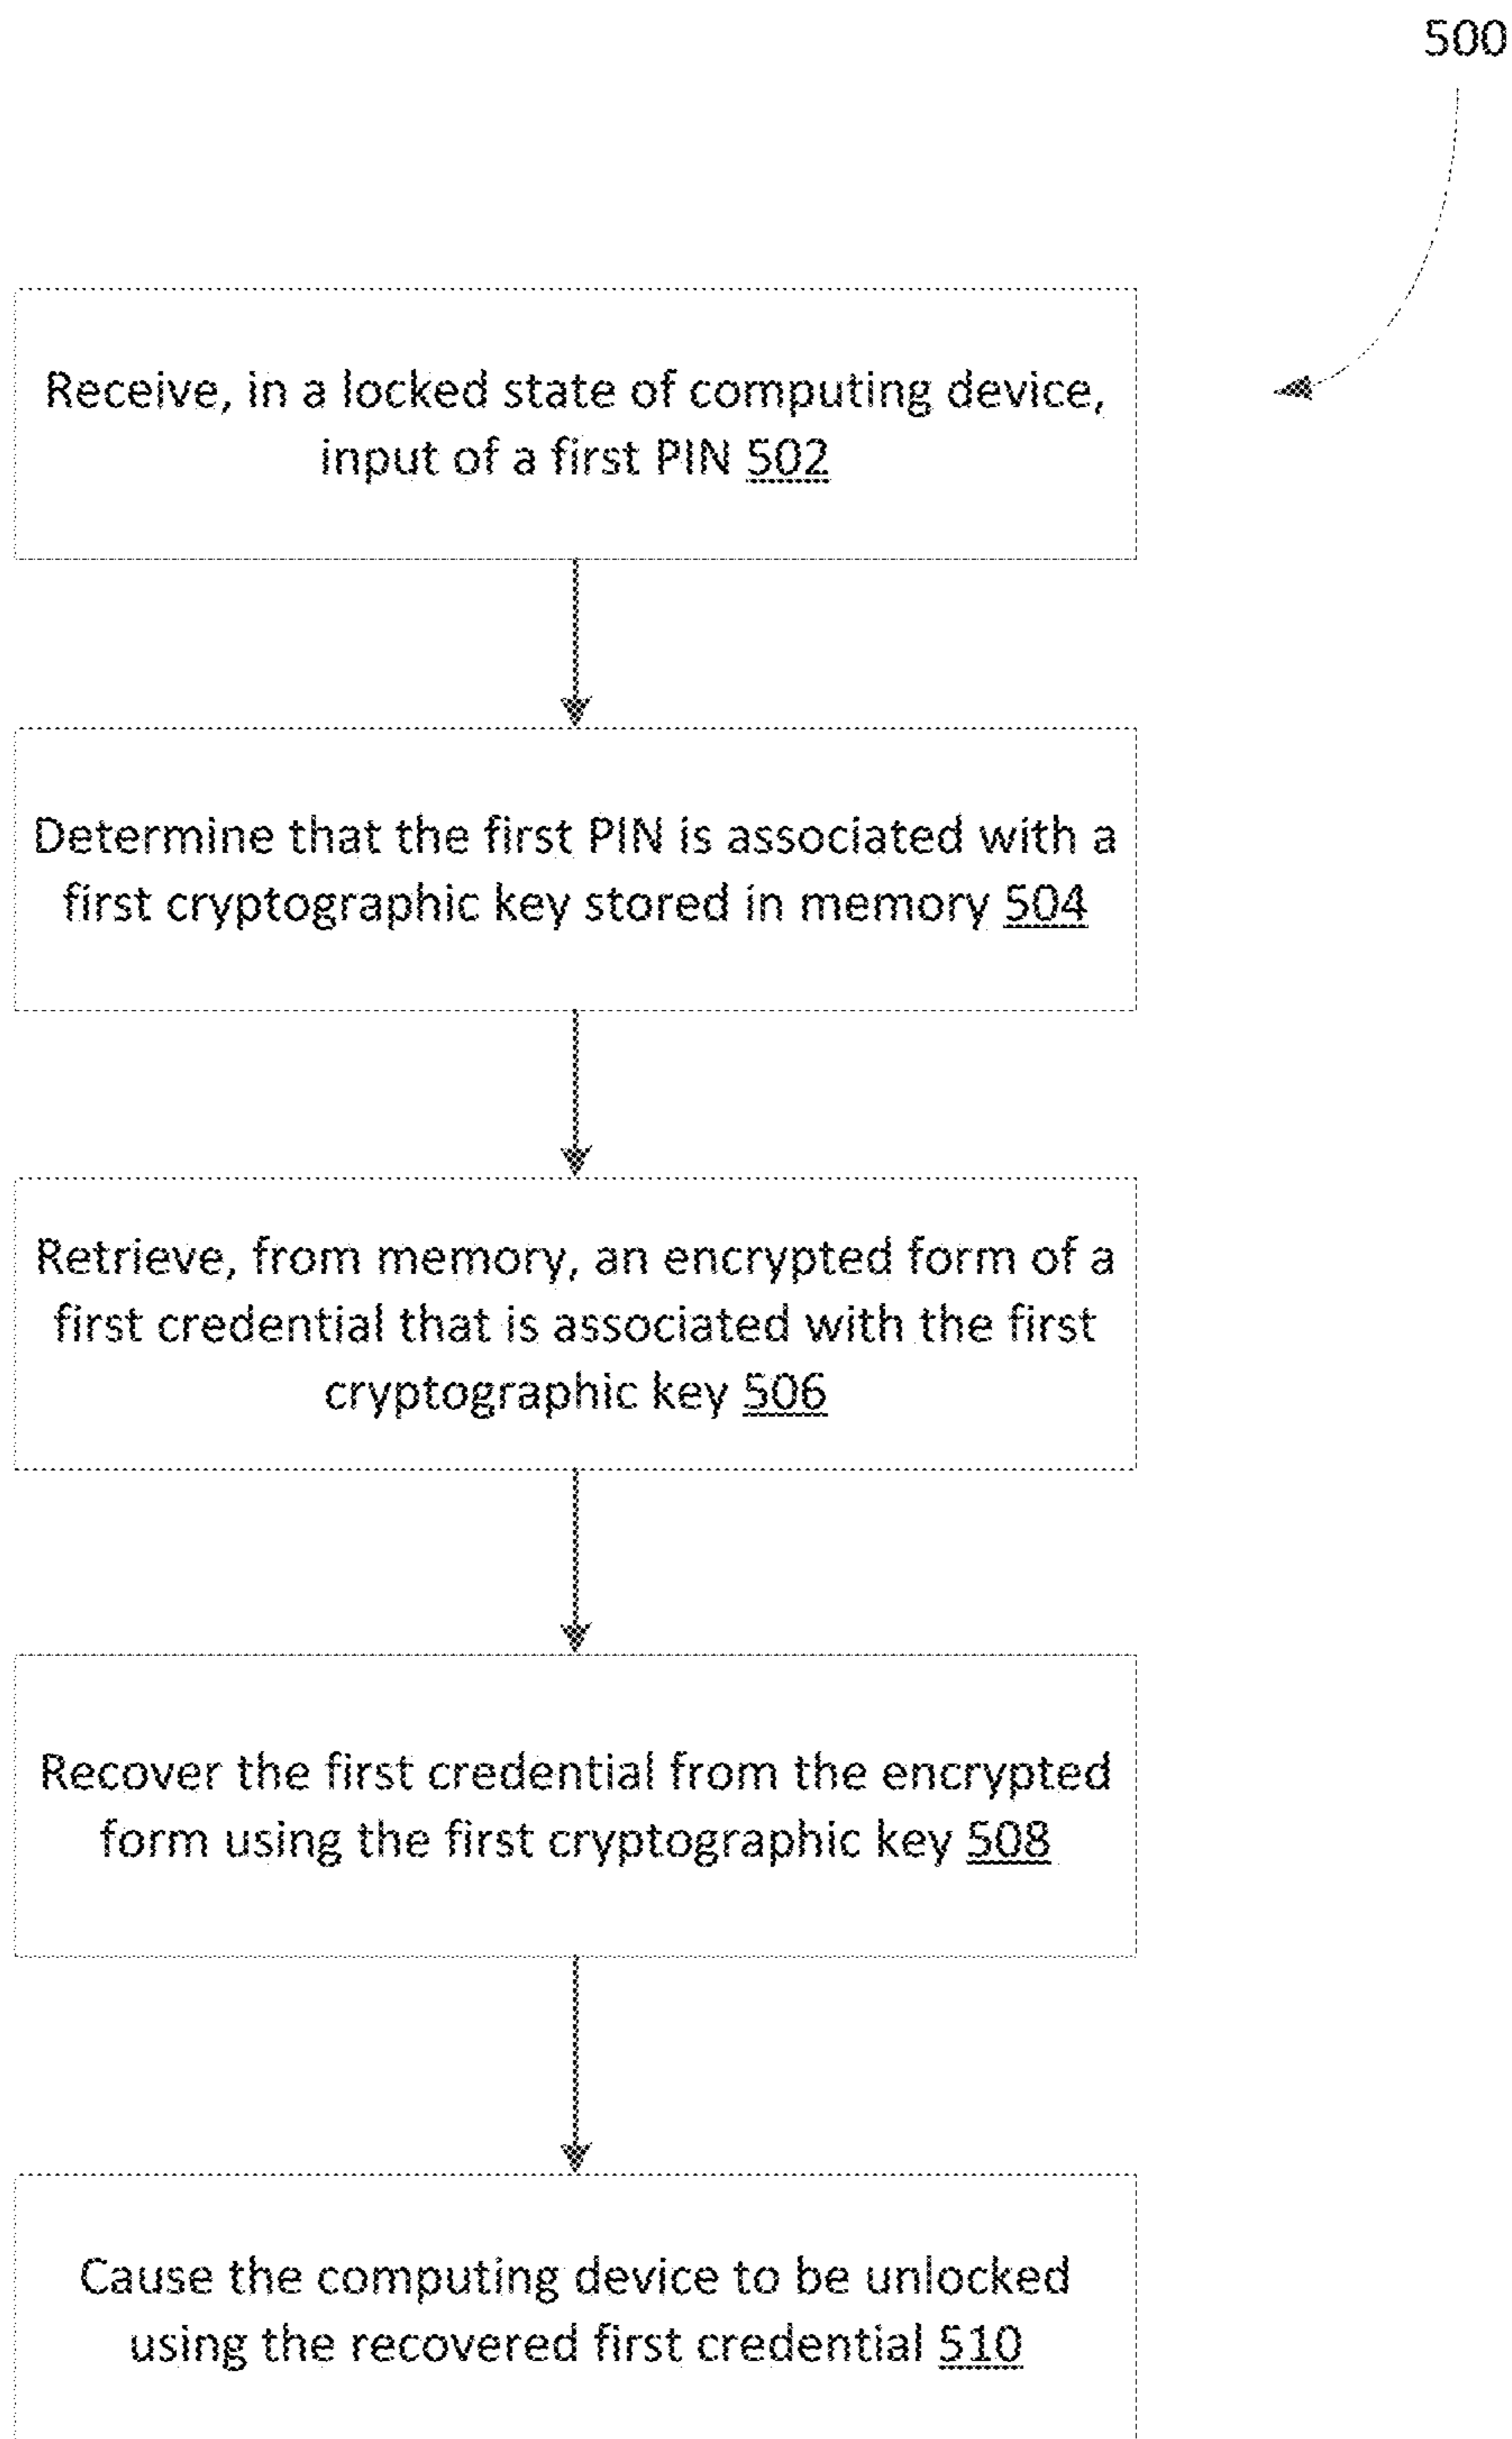 500
Receive, in a locked state of computing device,
input of a first PIN 502
Determine that the first PIN is associated with a
first cryptographic key stored in memory 504
Retrieve, from memory, an encrypted form of a
first credential that is associated with the first
cryptographic key 506
Recover the first credential from the encrypted
form using the first cryptographic key 508
Cause the computing device to be unlocked
using the recovered first credential 510